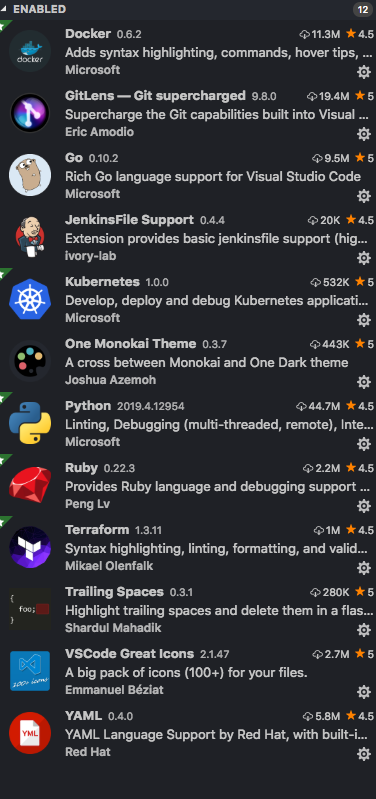 ENABLED 12
Docker 0.6.2 11.3M 4.5
Adds syntax highlighting, commands, hover tips, ...
docker
Microsoft
GitLens — Git supercharged 9.8.0 19.4M 5
Supercharge the Git capabilities built into Visual ...
Eric Amodio
Go 0.10.2 9.5M 5
Rich Go language support for Visual Studio Code
Microsoft
JenkinsFile Support 0.4.4 20K 4.5
Extension provides basic jenkinsfile support (hig...
ivory-lab
Kubernetes 1.0.0 532K 5
Develop, deploy and debug Kubernetes applicati...
Microsoft
One Monokai Theme 0.3.7 443K 5
A cross between Monokai and One Dark theme
Joshua Azemoh
Python 2019.4.12954 44.7M 4.5
Linting, Debugging (multi-threaded, remote), Inte...
Microsoft
Ruby 0.22.3 2.2M 4.5
Provides Ruby language and debugging support ...
Peng Lv
Terraform 1.3.11 1M 4.5
Syntax highlighting, linting, formatting, and valid...
Mikael Olenfalk
{
foo;
}
Trailing Spaces 0.3.1 280K 5
Highlight trailing spaces and delete them in a flas...
Shardul Mahadik
VSCode Great Icons 2.1.47 2.7M 5
A big pack of icons (100+) for your files.
100+ icons
Emmanuel Béziat
YAML 0.4.0 5.8M 4.5
YML
YAML Language Support by Red Hat, with built-i...
Red Hat